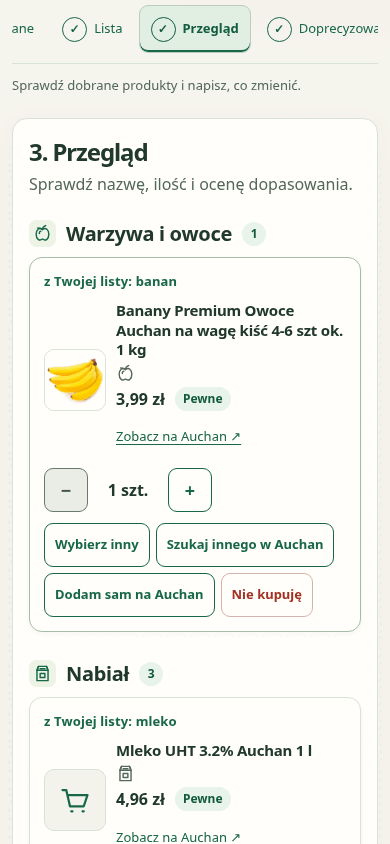 ane
✓ Lista
✓ Przegląd
✓ Doprecyzowa
Sprawdź dobrane produkty i napisz, co zmienić.
3. Przegląd
Sprawdź nazwę, ilość i ocenę dopasowania.
Warzywa i owoce 1
z Twojej listy: banan
Banany Premium Owoce
Auchan na wagę kiść 4-6 szt ok.
1 kg
3,99 zł Pewne
Zobacz na Auchan ↗
− 1 szt. +
Wybierz inny
Szukaj innego w Auchan
Dodam sam na Auchan
Nie kupuję
Nabiał 3
z Twojej listy: mleko
Mleko UHT 3.2% Auchan 1 l
4,96 zł Pewne
Zobacz na Auchan ↗